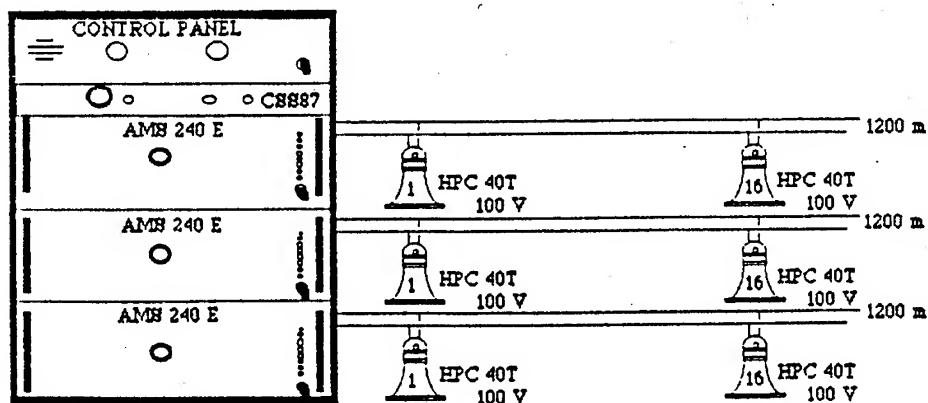 CONTROL PANEL
CSS87
AMS 240 E
1200 m
1 HPC 40T 16 HPC 40T
100 V 100 V
AMS 240 E
1200 m
1 HPC 40T 16 HPC 40T
100 V 100 V
AMS 240 E
1200 m
1 HPC 40T 16 HPC 40T
100 V 100 V